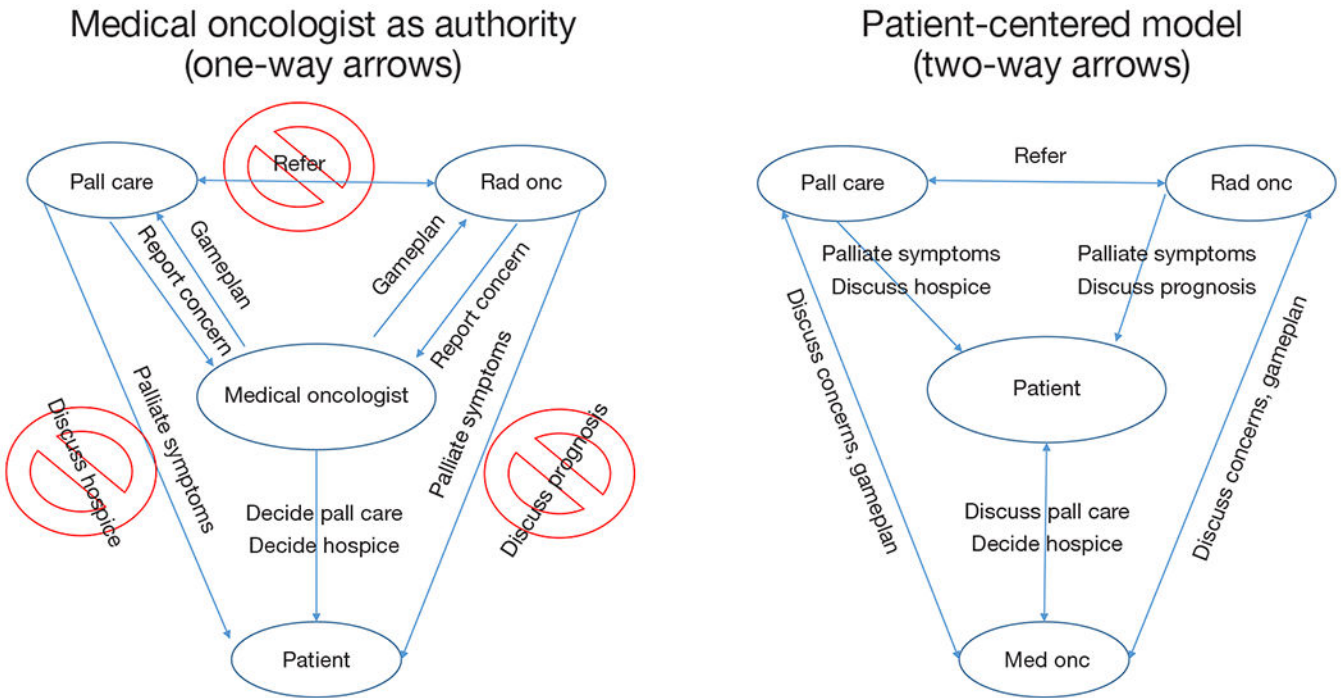 Medical oncologist as authority
(one-way arrows)
Pall care
Refer
Rad onc
Report concern
Gameplan
Gameplan
Report concern
Medical oncologist
Discuss hospice
Palliate symptoms
Palliate symptoms
Discuss prognosis
Decide pall care
Decide hospice
Patient
Patient-centered model
(two-way arrows)
Pall care
Refer
Rad onc
Palliate symptoms
Discuss hospice
Palliate symptoms
Discuss prognosis
Discuss concerns, gameplan
Patient
Discuss concerns, gameplan
Discuss pall care
Decide hospice
Med onc